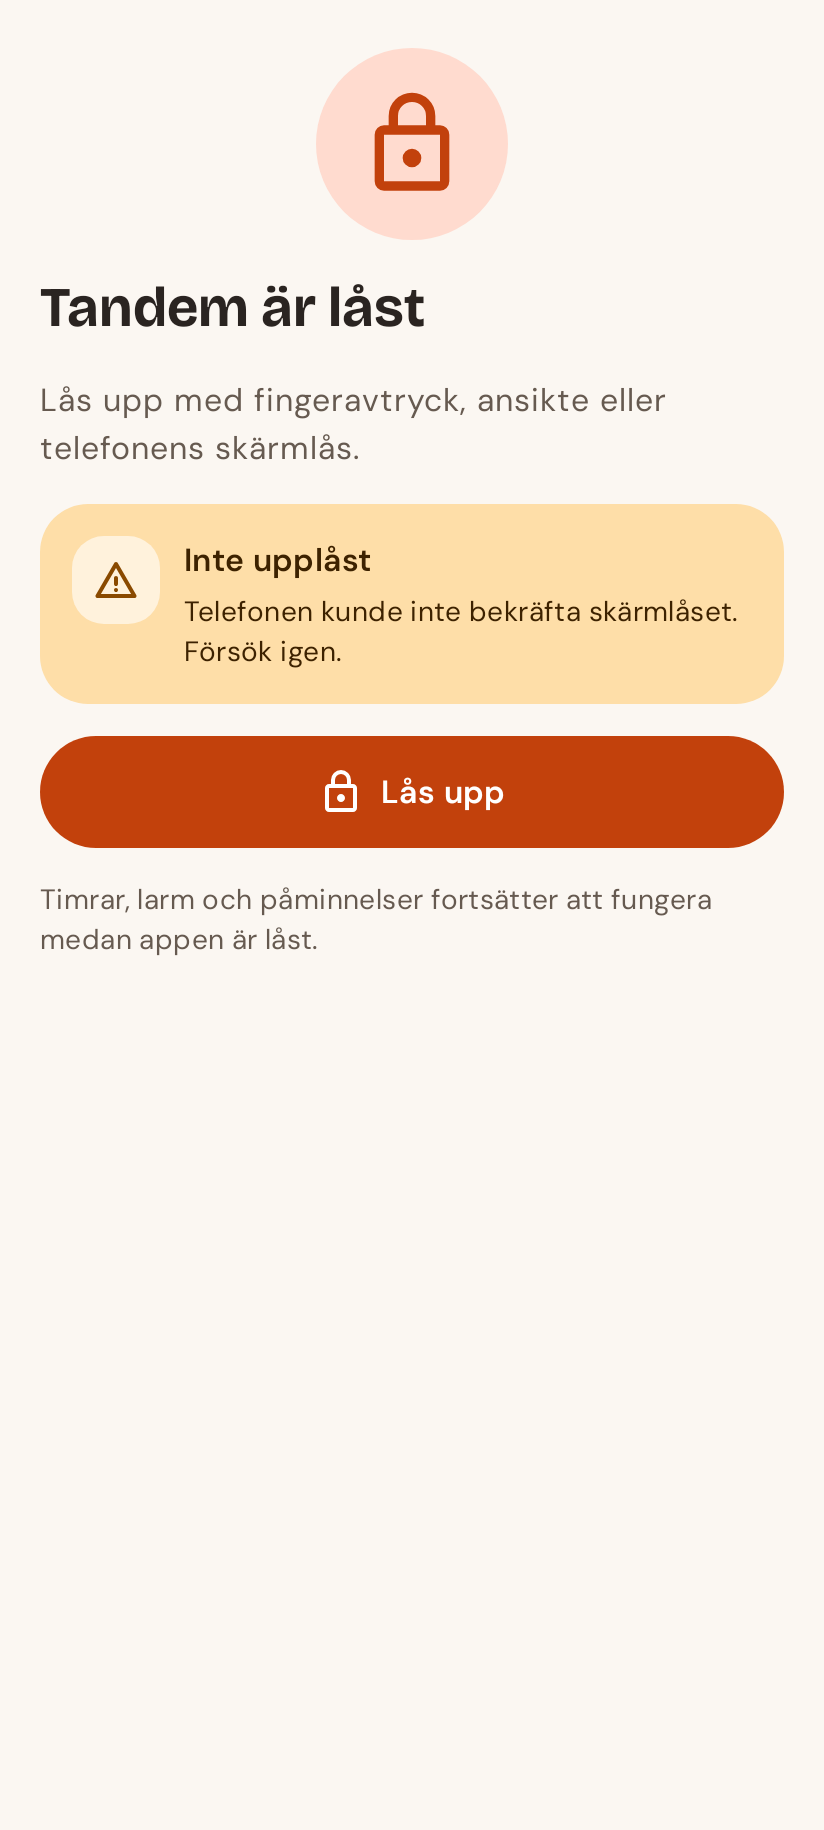 Tandem är låst
Lås upp med fingeravtryck, ansikte eller
telefonens skärmlås.
Inte upplåst
Telefonen kunde inte bekräfta skärmlåset.
Försök igen.
Lås upp
Timrar, larm och påminnelser fortsätter att fungera
medan appen är låst.